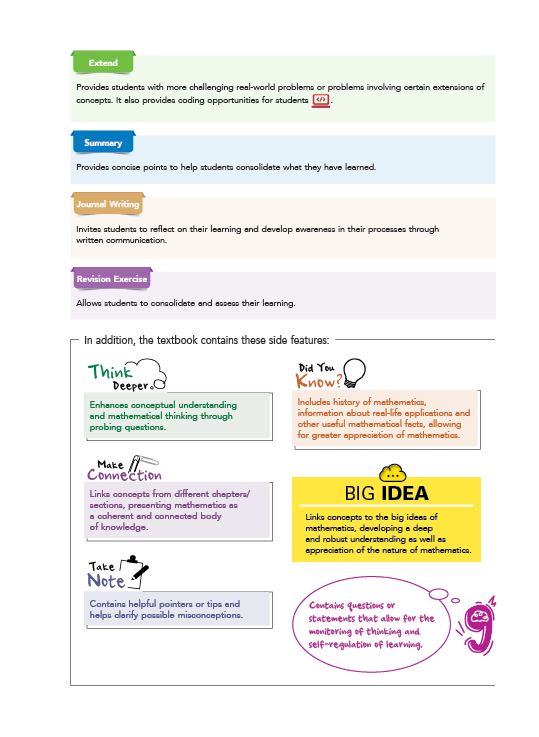 Extend
Provides students with more challenging real-world problems or problems involving certain extensions of
concepts. It also provides coding opportunities for students </>.
Summary
Provides concise points to help students consolidate what they have learned.
Journal Writing
Invites students to reflect on their learning and develop awareness in their processes through
written communication.
Revision Exercise
Allows students to consolidate and assess their learning.
In addition, the textbook contains these side features:
Think
Deeper
Enhances conceptual understanding
and mathematical thinking through
probing questions.
Did You
Know?
Includes history of mathematics,
information about real-life applications and
other useful mathematical facts, allowing
for greater appreciation of mathematics.
Make
Connection
Links concepts from different chapters/
sections, presenting mathematics as
a coherent and connected body
of knowledge.
BIG IDEA
Links concepts to the big ideas of
mathematics, developing a deep
and robust understanding as well as
appreciation of the nature of mathematics.
Take
Note
Contains helpful pointers or tips and
helps clarify possible misconceptions.
Contains questions or
statements that allow for the
monitoring of thinking and
self-regulation of learning.
9